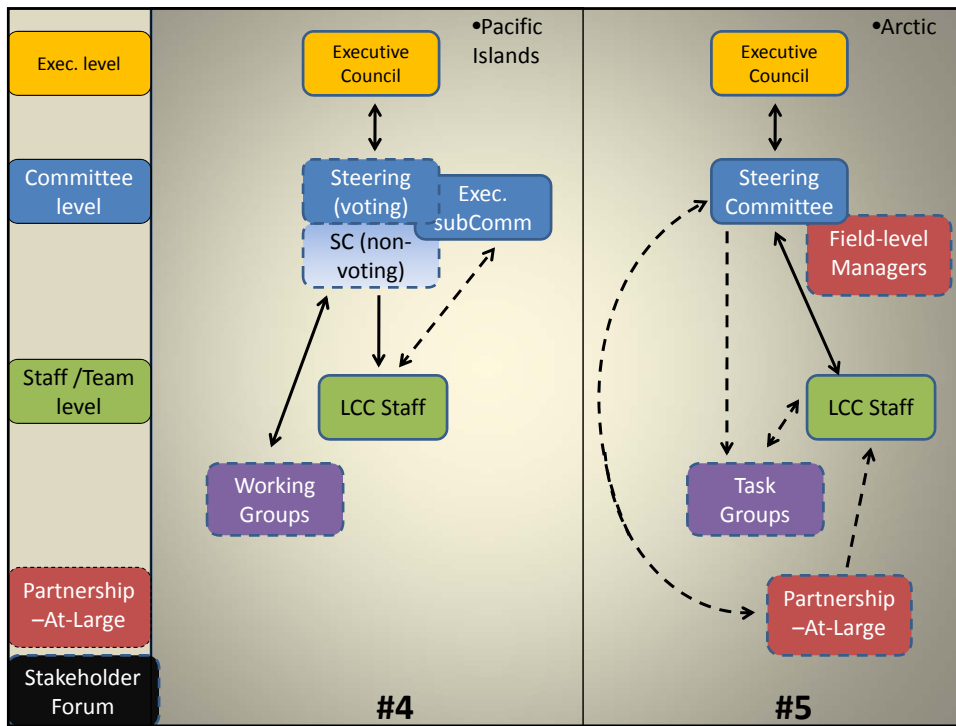 Exec. level
Committee
level
Staff /Team
level
Partnership
–At-Large
Stakeholder
Forum
•Pacific
Islands
Executive
Council
Steering
(voting)
Exec.
subComm
SC (non-
voting)
LCC Staff
Working
Groups
#4
•Arctic
Executive
Council
Steering
Committee
Field-level
Managers
LCC Staff
Task
Groups
Partnership
–At-Large
#5